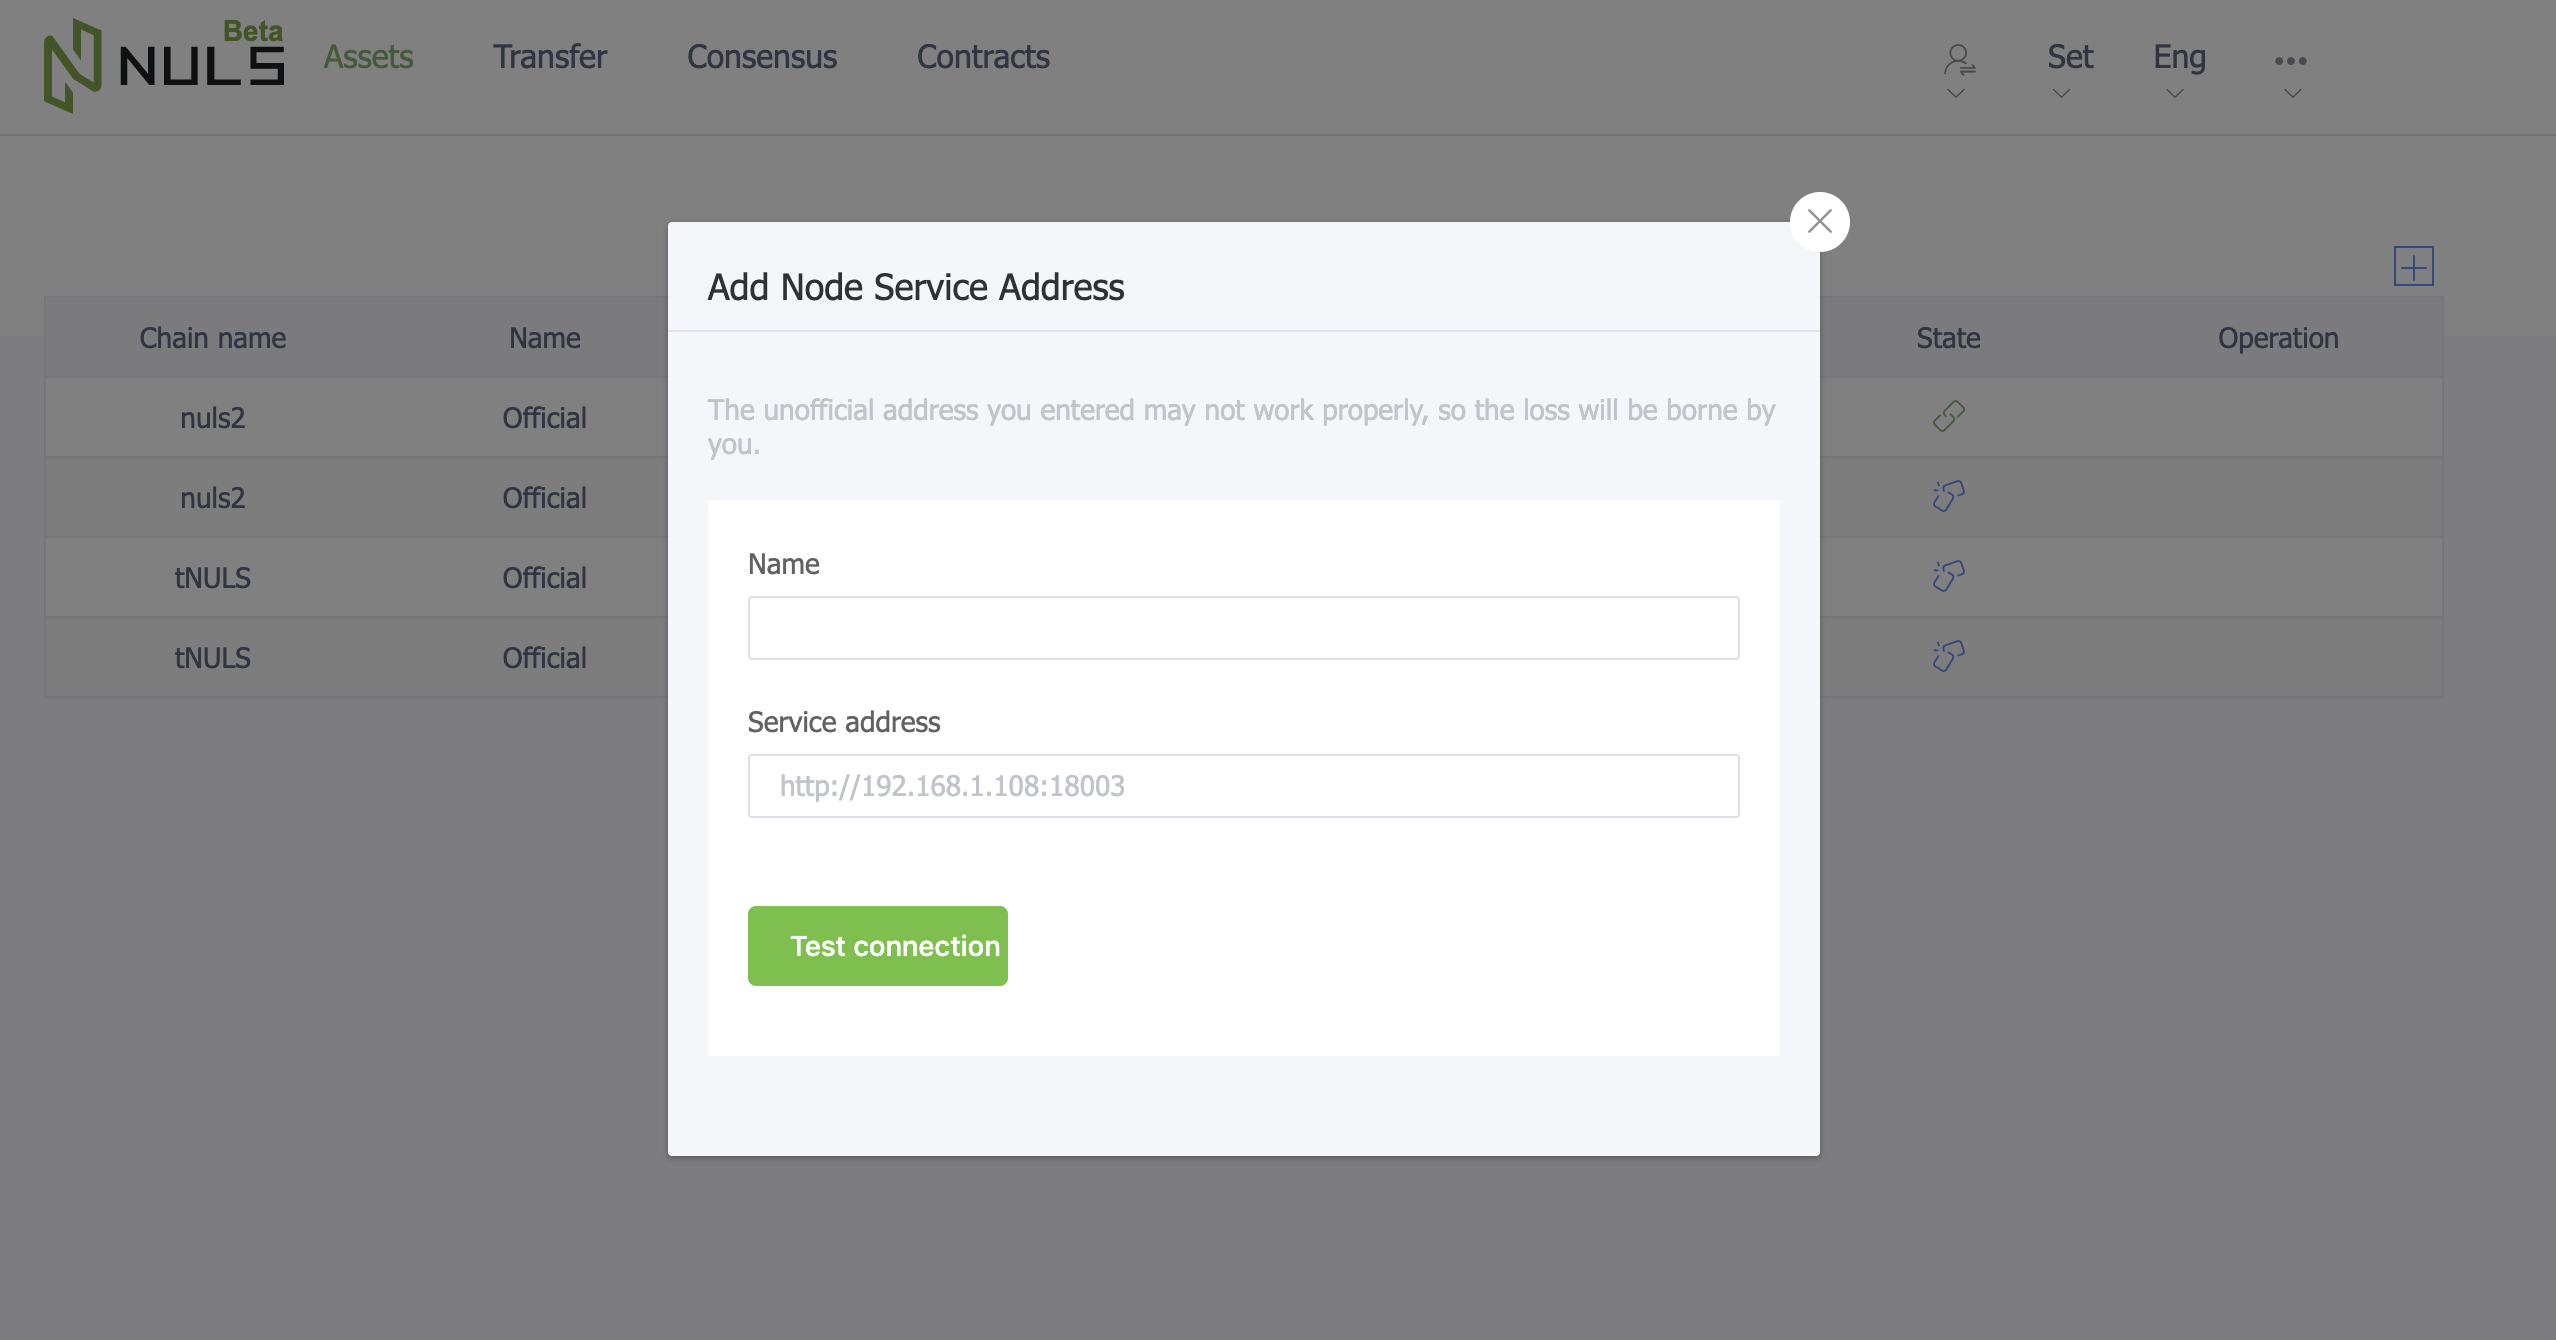 Beta
NULS
Assets Transfer Consensus Contracts Set Eng
Add Node Service Address
Chain name Name State Operation
nuls2 Official
nuls2 Official
tNULS Official
tNULS Official
The unofficial address you entered may not work properly, so the loss will be borne by
you.
Name
Service address
http://192.168.1.108:18003
Test connection